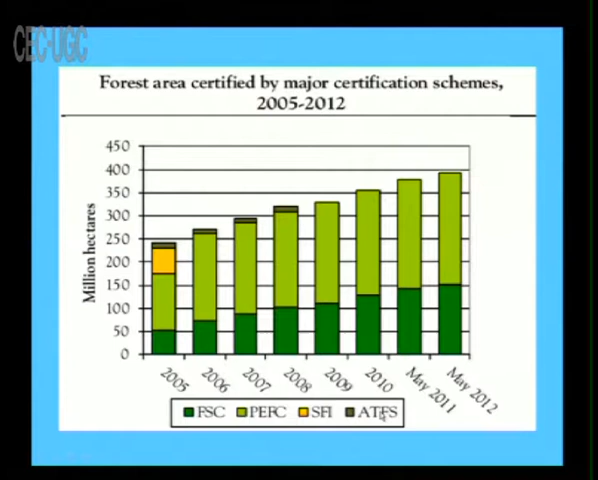 CEC-UGC
Forest area certified by major certification schemes,
2005-2012
Million hectares
450
400
350
300
250
200
150
100
50
0
2005
2006
2007
2008
2009
2010
May 2011
May 2012
FSC PEFC SFI ATFS